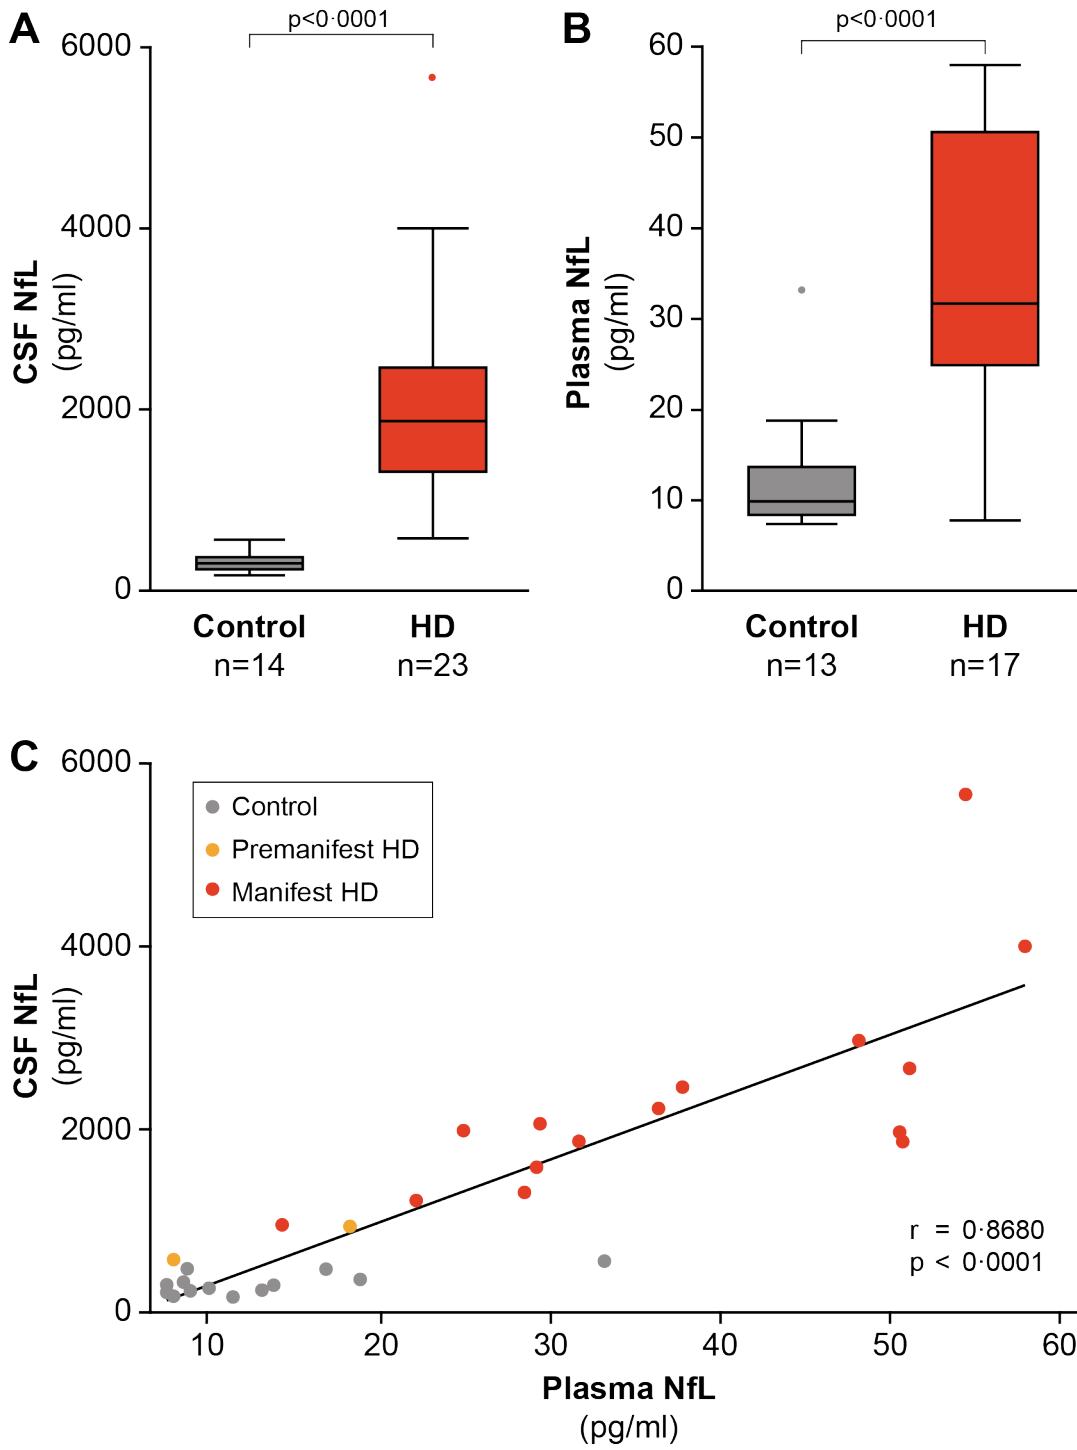 A
p<0·0001
6000
4000
2000
0
CSF NfL
(pg/ml)
Control
n=14
HD
n=23
B
p<0·0001
60
50
40
30
20
10
0
Plasma NfL
(pg/ml)
Control
n=13
HD
n=17
C
6000
4000
2000
0
CSF NfL
(pg/ml)
Control
Premanifest HD
Manifest HD
r = 0·8680
p < 0·0001
10 20 30 40 50 60
Plasma NfL
(pg/ml)